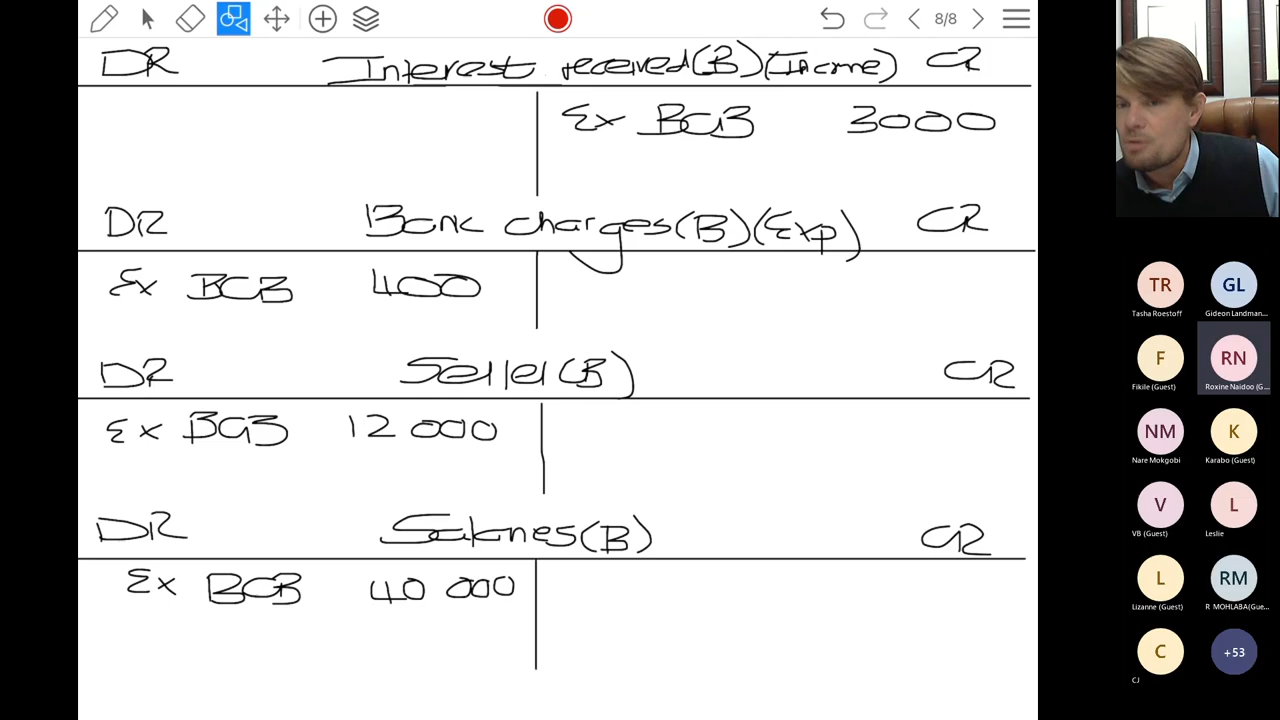 8/8
DR Interest received(B)(Income) CR
Ex BCB 3000
DR Bank charges(B)(Exp) CR
Ex BCB 400
DR Seller(B) CR
Ex BCB 12 000
DR Salaries(B) CR
Ex BCB 40 000
TR GL
Tasha Roestoff Gideon Landman...
F RN
Fikile (Guest) Roxine Naidoo (G...
NM K
Nare Mokgobi Karabo (Guest)
V L
VB (Guest) Leslie
L RM
Lizanne (Guest) R MOHLABA(Gue...
C +53
CJ